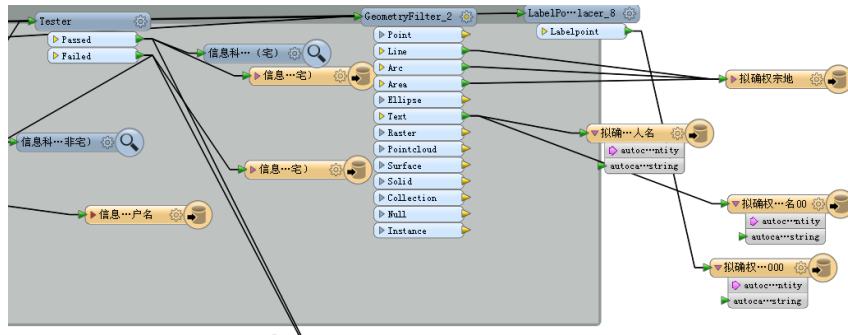 Tester
Passed
Failed
信息科…（宅）
信息…宅）
信息科…非宅）
信息…宅）
信息…户名
GeometryFilter_2
Point
Line
Arc
Area
Ellipse
Text
Raster
Pointcloud
Surface
Solid
Collection
Null
Instance
LabelPo…lacer_8
Labelpoint
拟确权宗地
拟确…人名
autoc…ntity
autoca…string
拟确权…名00
autoc…ntity
autoca…string
拟确权…000
autoc…ntity
autoca…string